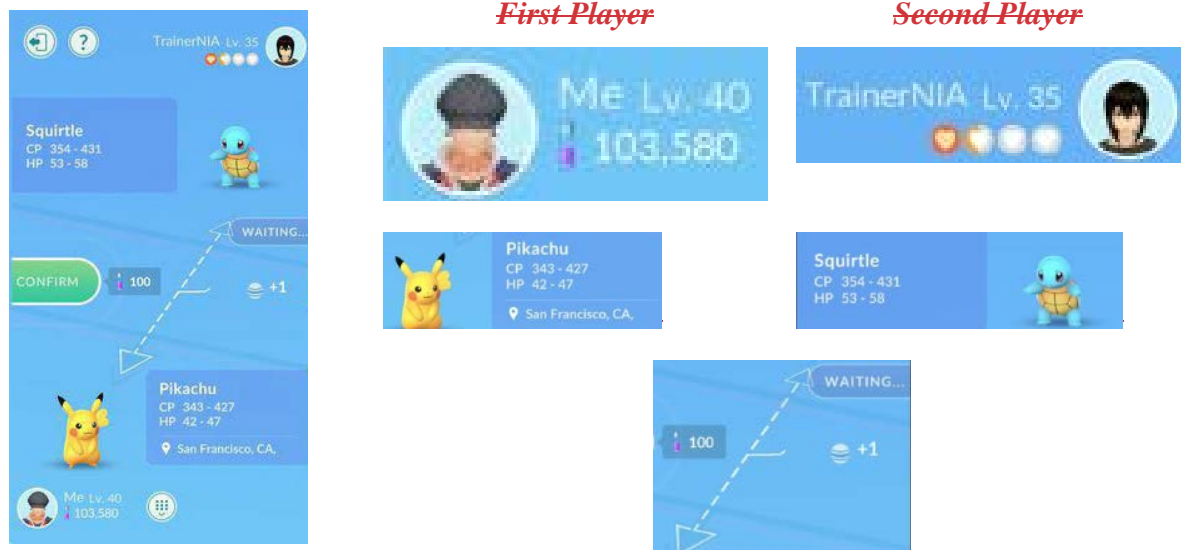 First Player
Second Player
? TrainerNIA Lv. 35
Squirtle
CP 354 - 431
HP 53 - 58
WAITING...
CONFIRM 100 +1
Pikachu
CP 343 - 427
HP 42 - 47
San Francisco, CA,
Me Lv. 40
103,580
Me Lv. 40
103,580
TrainerNIA Lv. 35
Pikachu
CP 343 - 427
HP 42 - 47
San Francisco, CA,
Squirtle
CP 354 - 431
HP 53 - 58
WAITING...
100 +1